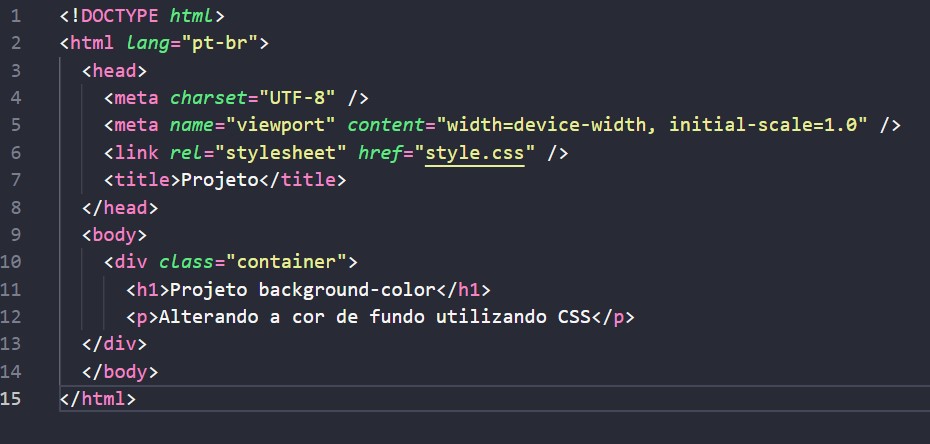 1 <!DOCTYPE html>
2 <html lang="pt-br">
3 <head>
4 <meta charset="UTF-8" />
5 <meta name="viewport" content="width=device-width, initial-scale=1.0" />
6 <link rel="stylesheet" href="style.css" />
7 <title>Projeto</title>
8 </head>
9 <body>
10 <div class="container">
11 <h1>Projeto background-color</h1>
12 <p>Alterando a cor de fundo utilizando CSS</p>
13 </div>
14 </body>
15 </html>